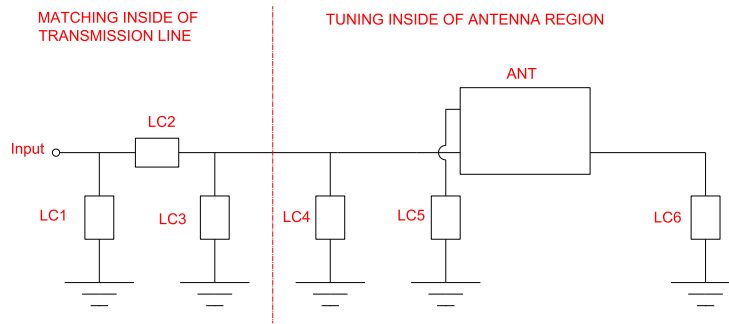 MATCHING INSIDE OF
TRANSMISSION LINE
TUNING INSIDE OF ANTENNA REGION
ANT
LC2
Input
LC1
LC3
LC4
LC5
LC6